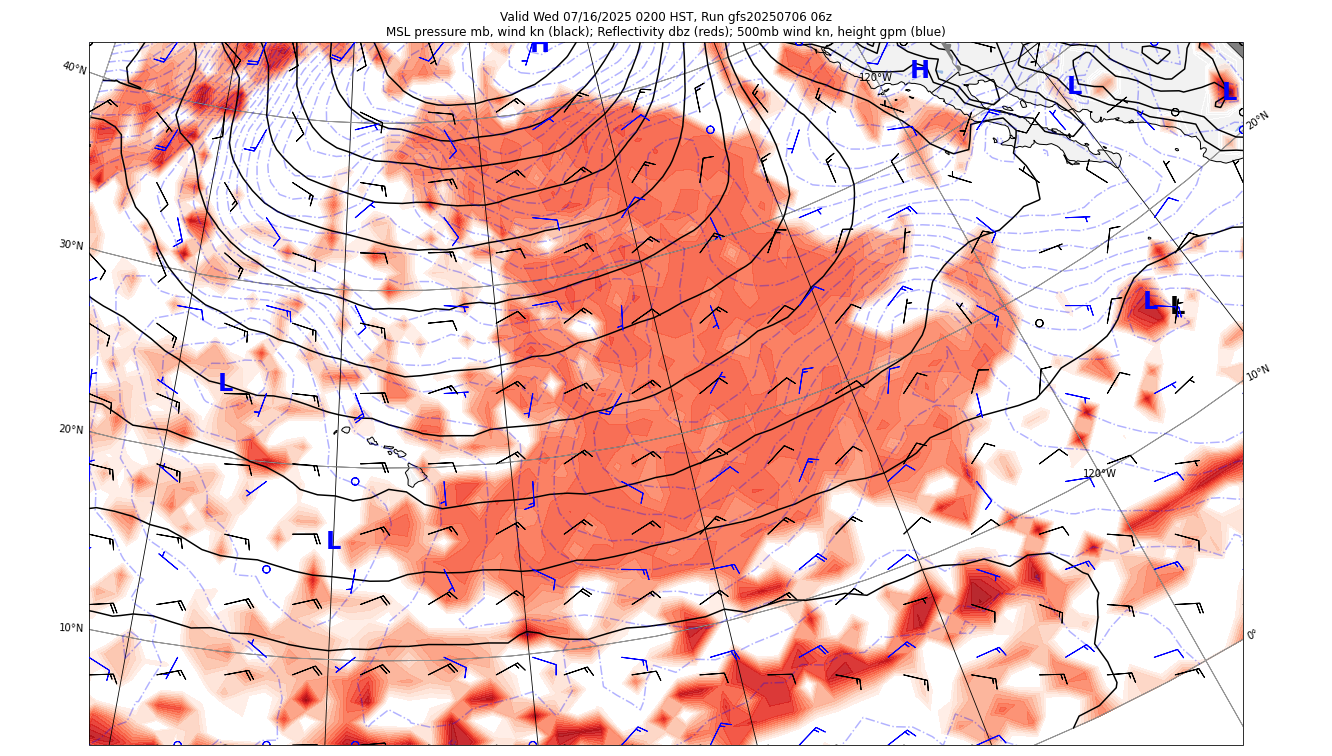 Valid Wed 07/16/2025 0200 HST, Run gfs20250706 06z
MSL pressure mb, wind kn (black); Reflectivity dbz (reds); 500mb wind kn, height gpm (blue)
H
H
L
L
40°N
120°W
20°N
30°N
L
L
L
10°N
20°N
120°W
L
10°N
0°